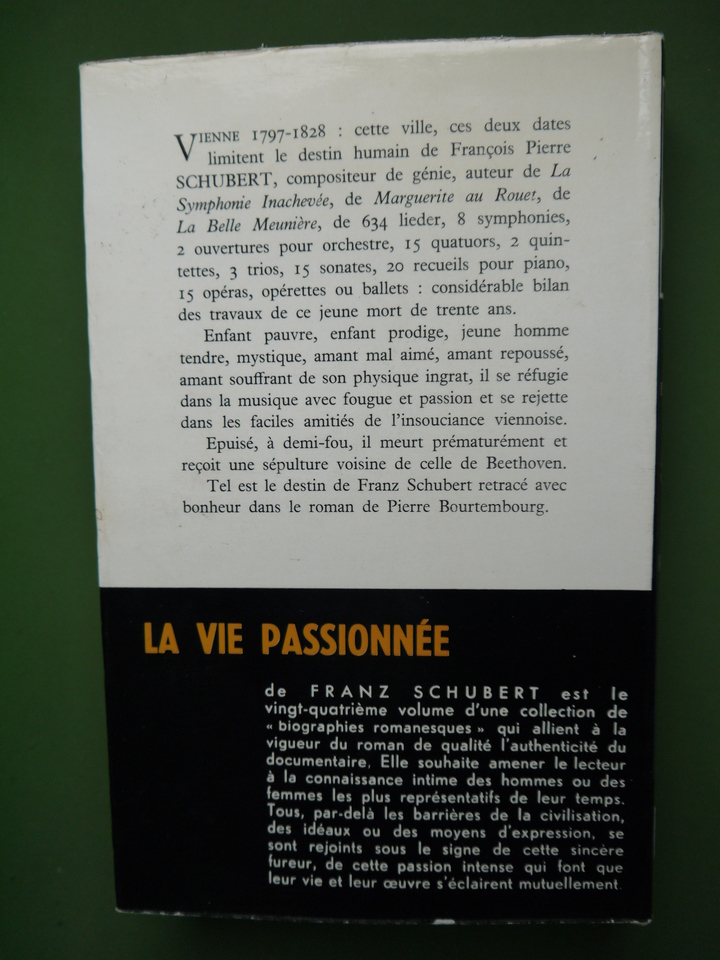 VIENNE 1797-1828 : cette ville, ces deux dates
limitent le destin humain de François Pierre
SCHUBERT, compositeur de génie, auteur de La
Symphonie Inachevée, de Marguerite au Rouet, de
La Belle Meunière, de 634 lieder, 8 symphonies,
2 ouvertures pour orchestre, 15 quatuors, 2 quin-
tettes, 3 trios, 15 sonates, 20 recueils pour piano,
15 opéras, opérettes ou ballets : considérable bilan
des travaux de ce jeune mort de trente ans.
Enfant pauvre, enfant prodige, jeune homme
tendre, mystique, amant mal aimé, amant repoussé,
amant souffrant de son physique ingrat, il se réfugie
dans la musique avec fougue et passion et se rejette
dans les faciles amitiés de l'insouciance viennoise.
Epuisé, à demi-fou, il meurt prématurément et
reçoit une sépulture voisine de celle de Beethoven.
Tel est le destin de Franz Schubert retracé avec
bonheur dans le roman de Pierre Bourtembourg.
LA VIE PASSIONNÉE
de FRANZ SCHUBERT est le
vingt-quatrième volume d'une collection de
« biographies romanesques » qui allient à la
vigueur du roman de qualité l'authenticité du
documentaire. Elle souhaite amener le lecteur
à la connaissance intime des hommes ou des
femmes les plus représentatifs de leur temps.
Tous, par-delà les barrières de la civilisation,
des idéaux ou des moyens d'expression, se
sont rejoints sous le signe de cette sincère
fureur, de cette passion intense qui font que
leur vie et leur œuvre s'éclairent mutuellement.